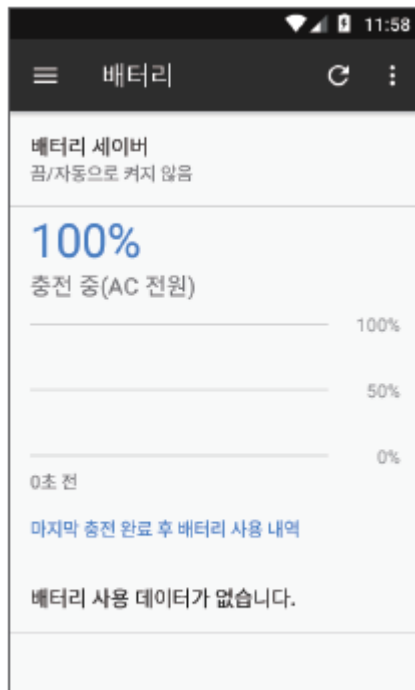 11:58
배터리
배터리 세이버
끔/자동으로 켜지 않음
100%
충전 중(AC 전원)
100%
50%
0%
0초 전
마지막 충전 완료 후 배터리 사용 내역
배터리 사용 데이터가 없습니다.